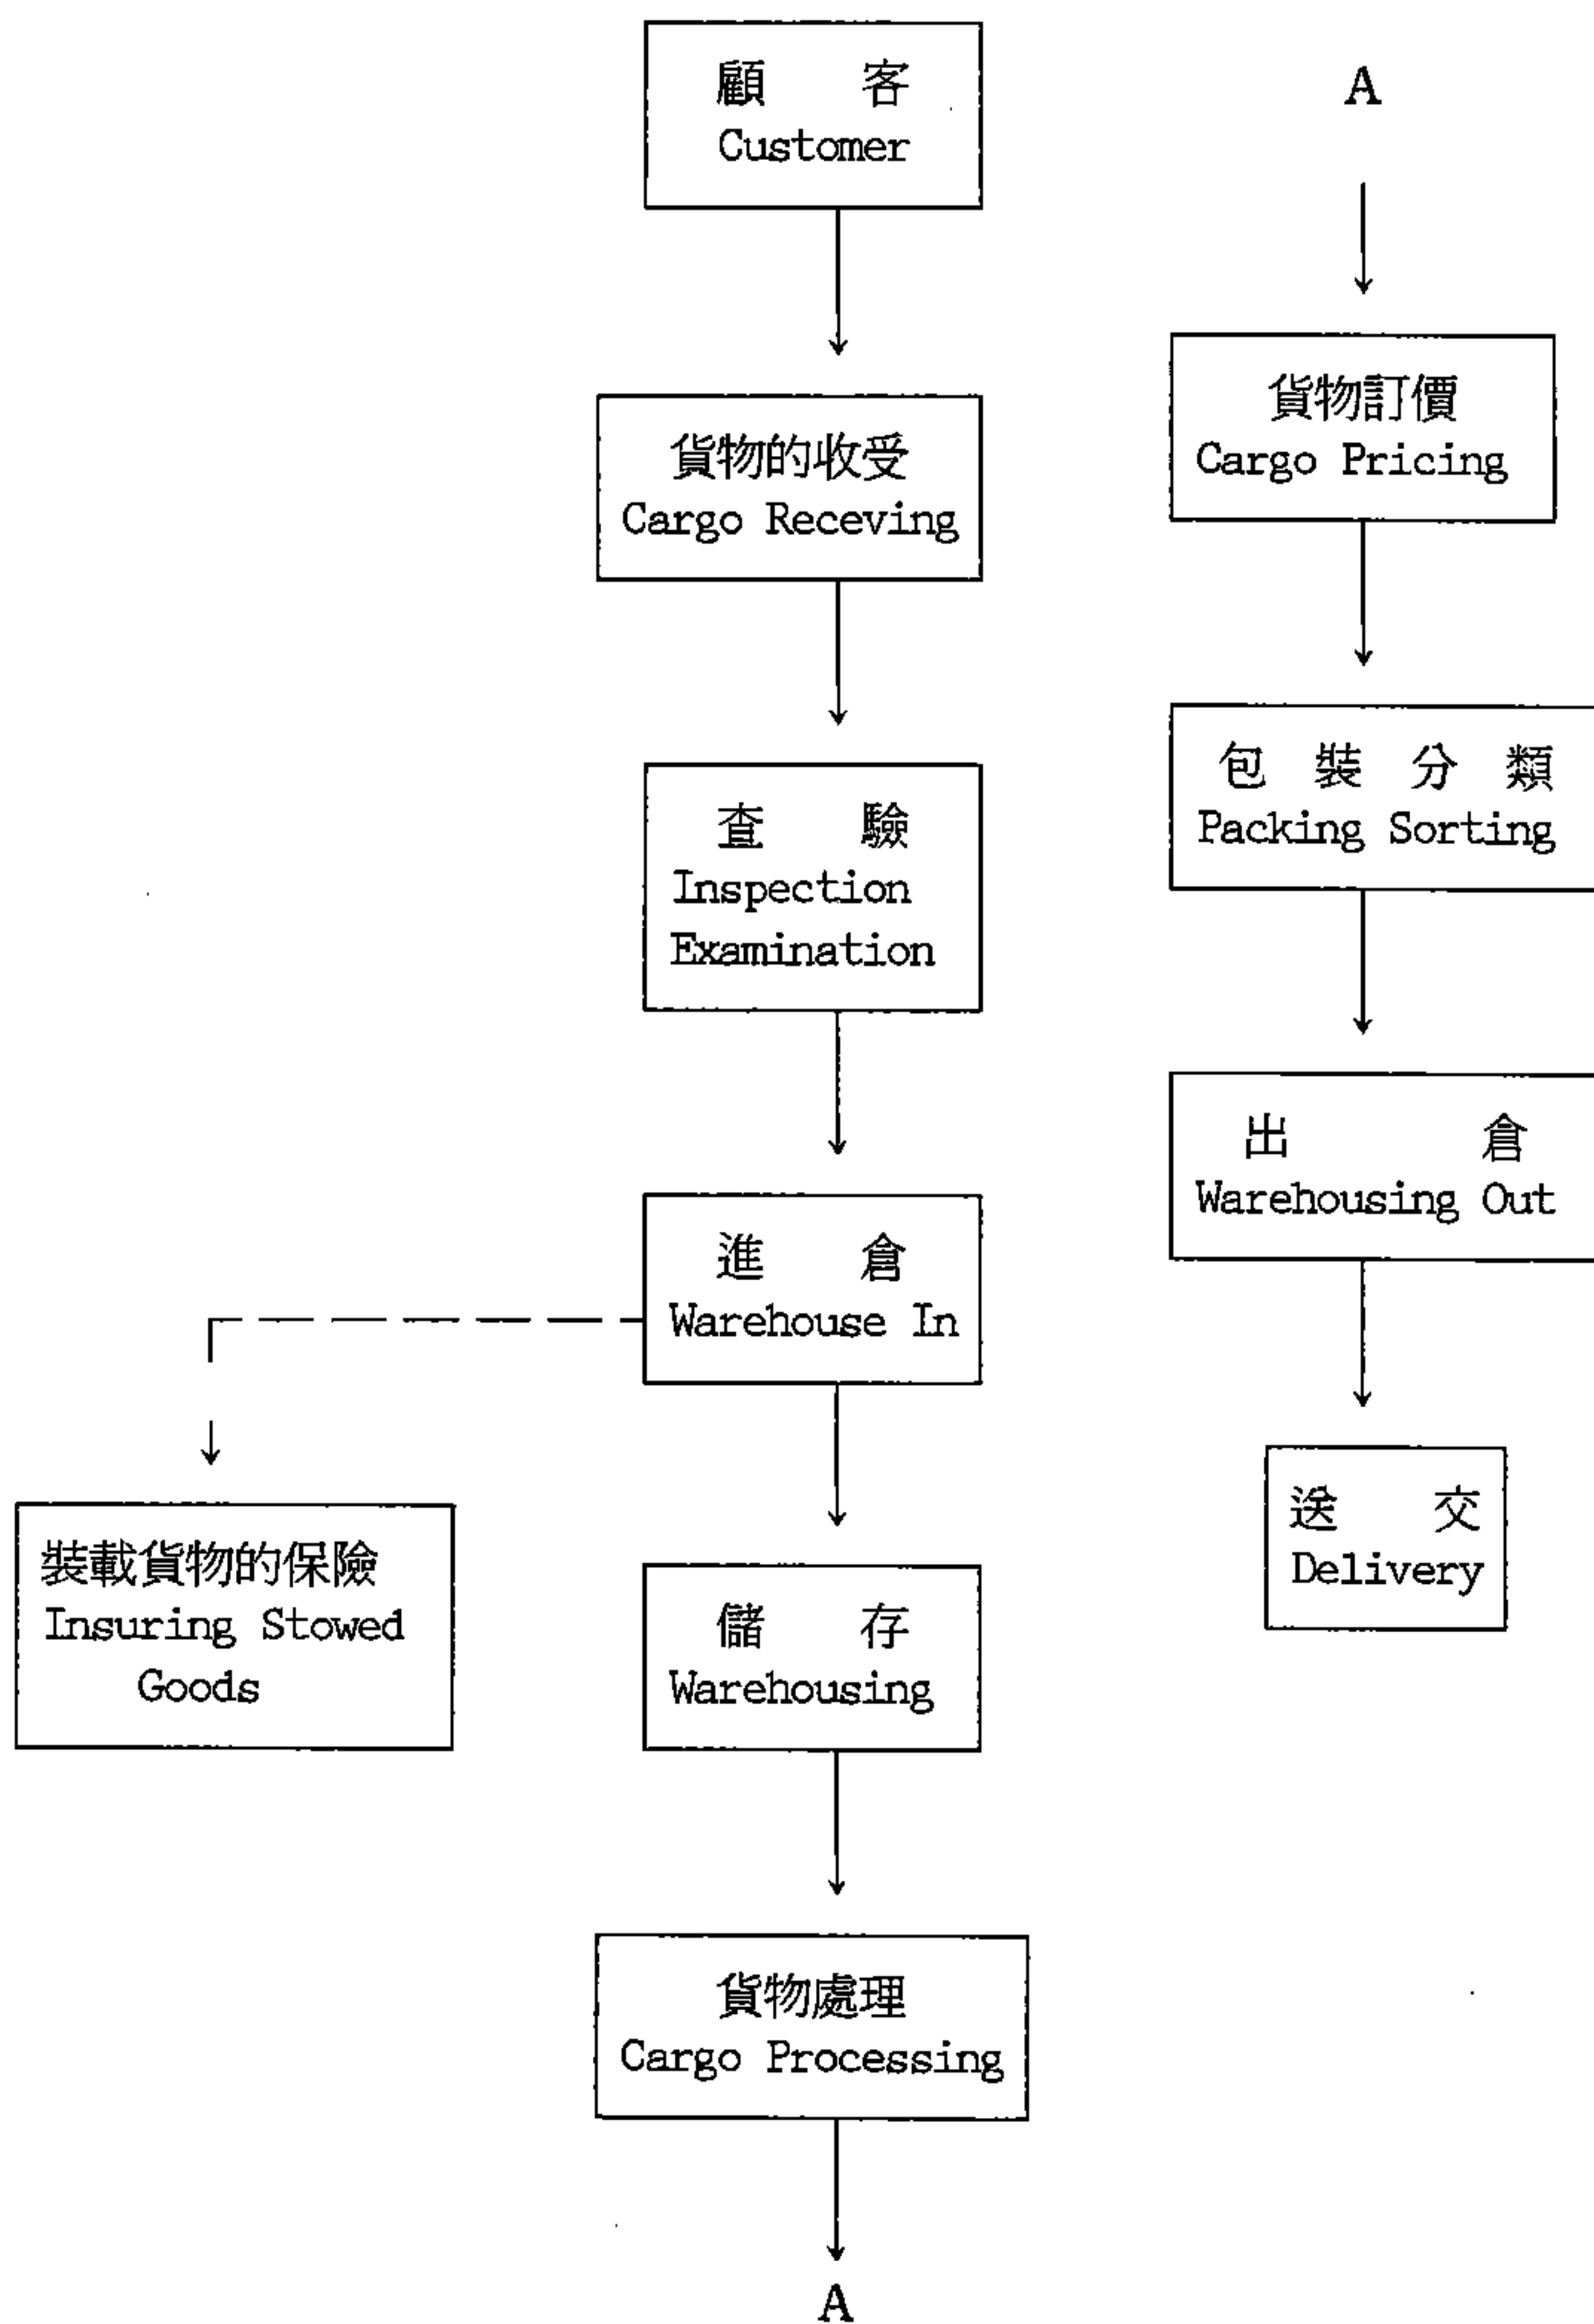 顧客
Customer
貨物的收受
Cargo Receving
查驗
Inspection
Examination
進倉
Warehouse In
裝載貨物的保險
Insuring Stowed
Goods
儲存
Warehousing
貨物處理
Cargo Processing
A
A
貨物訂價
Cargo Pricing
包裝分類
Packing Sorting
出倉
Warehousing Out
送交
Delivery